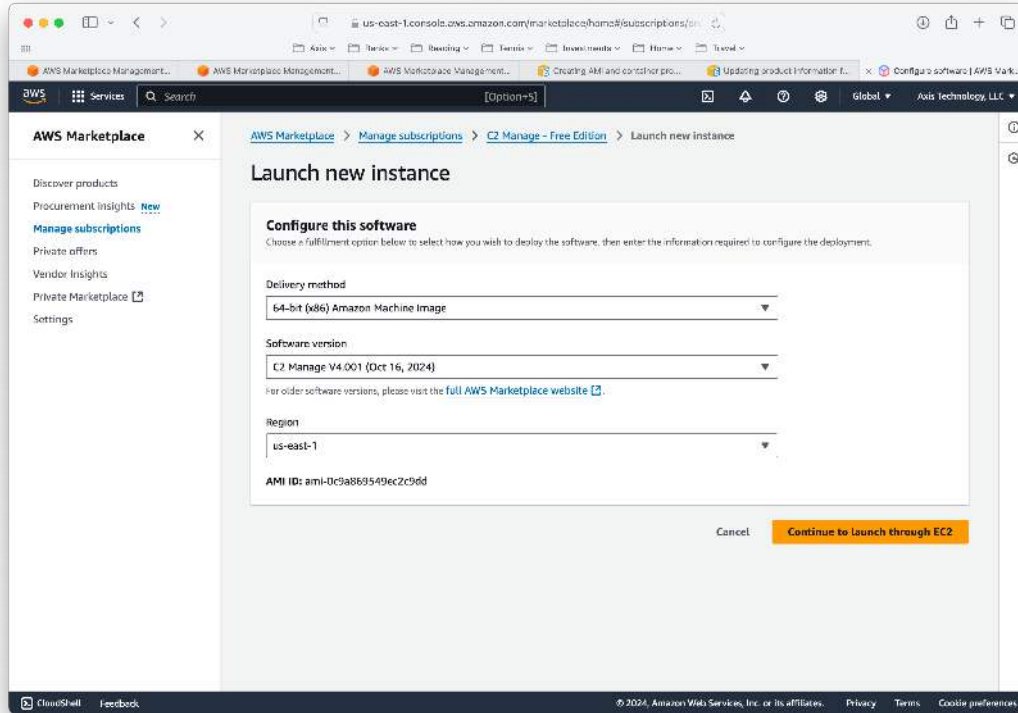 us-east-1.console.aws.amazon.com/marketplace/home#/subscriptions/
Axis Banks Reading Tennis Investments Home Travel
AWS Marketplace Management... AWS Marketplace Management... AWS Marketplace Management... Creating AMI and container pro... Updating product information f... Configure software | AWS Mark...
aws Services Search [Option+S] Global Axis Technology, LLC
AWS Marketplace
Discover products
Procurement insights New
Manage subscriptions
Private offers
Vendor Insights
Private Marketplace
Settings
AWS Marketplace > Manage subscriptions > C2 Manage - Free Edition > Launch new instance
Launch new instance
Configure this software
Choose a fulfillment option below to select how you wish to deploy the software, then enter the information required to configure the deployment.
Delivery method
64-bit (x86) Amazon Machine Image
Software version
C2 Manage V4.001 (Oct 16, 2024)
For older software versions, please visit the full AWS Marketplace website.
Region
us-east-1
AMI ID: ami-0c9a869549ec2c9dd
Cancel Continue to launch through EC2
CloudShell Feedback © 2024, Amazon Web Services, Inc. or its affiliates. Privacy Terms Cookie preferences